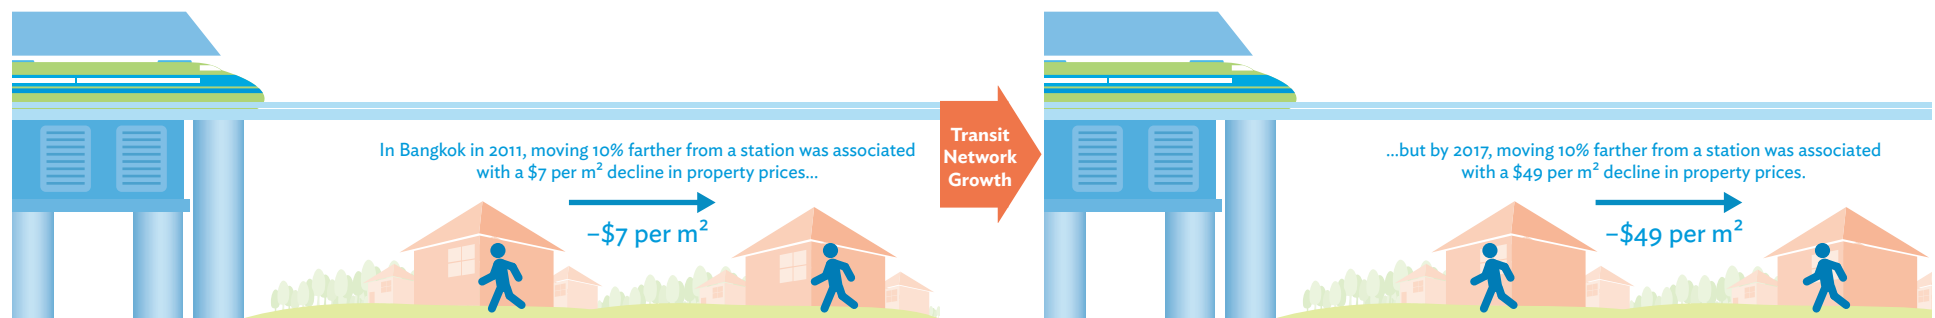 In Bangkok in 2011, moving 10% farther from a station was associated
with a $7 per m² decline in property prices...
–$7 per m²
Transit
Network
Growth
...but by 2017, moving 10% farther from a station was associated
with a $49 per m² decline in property prices.
–$49 per m²